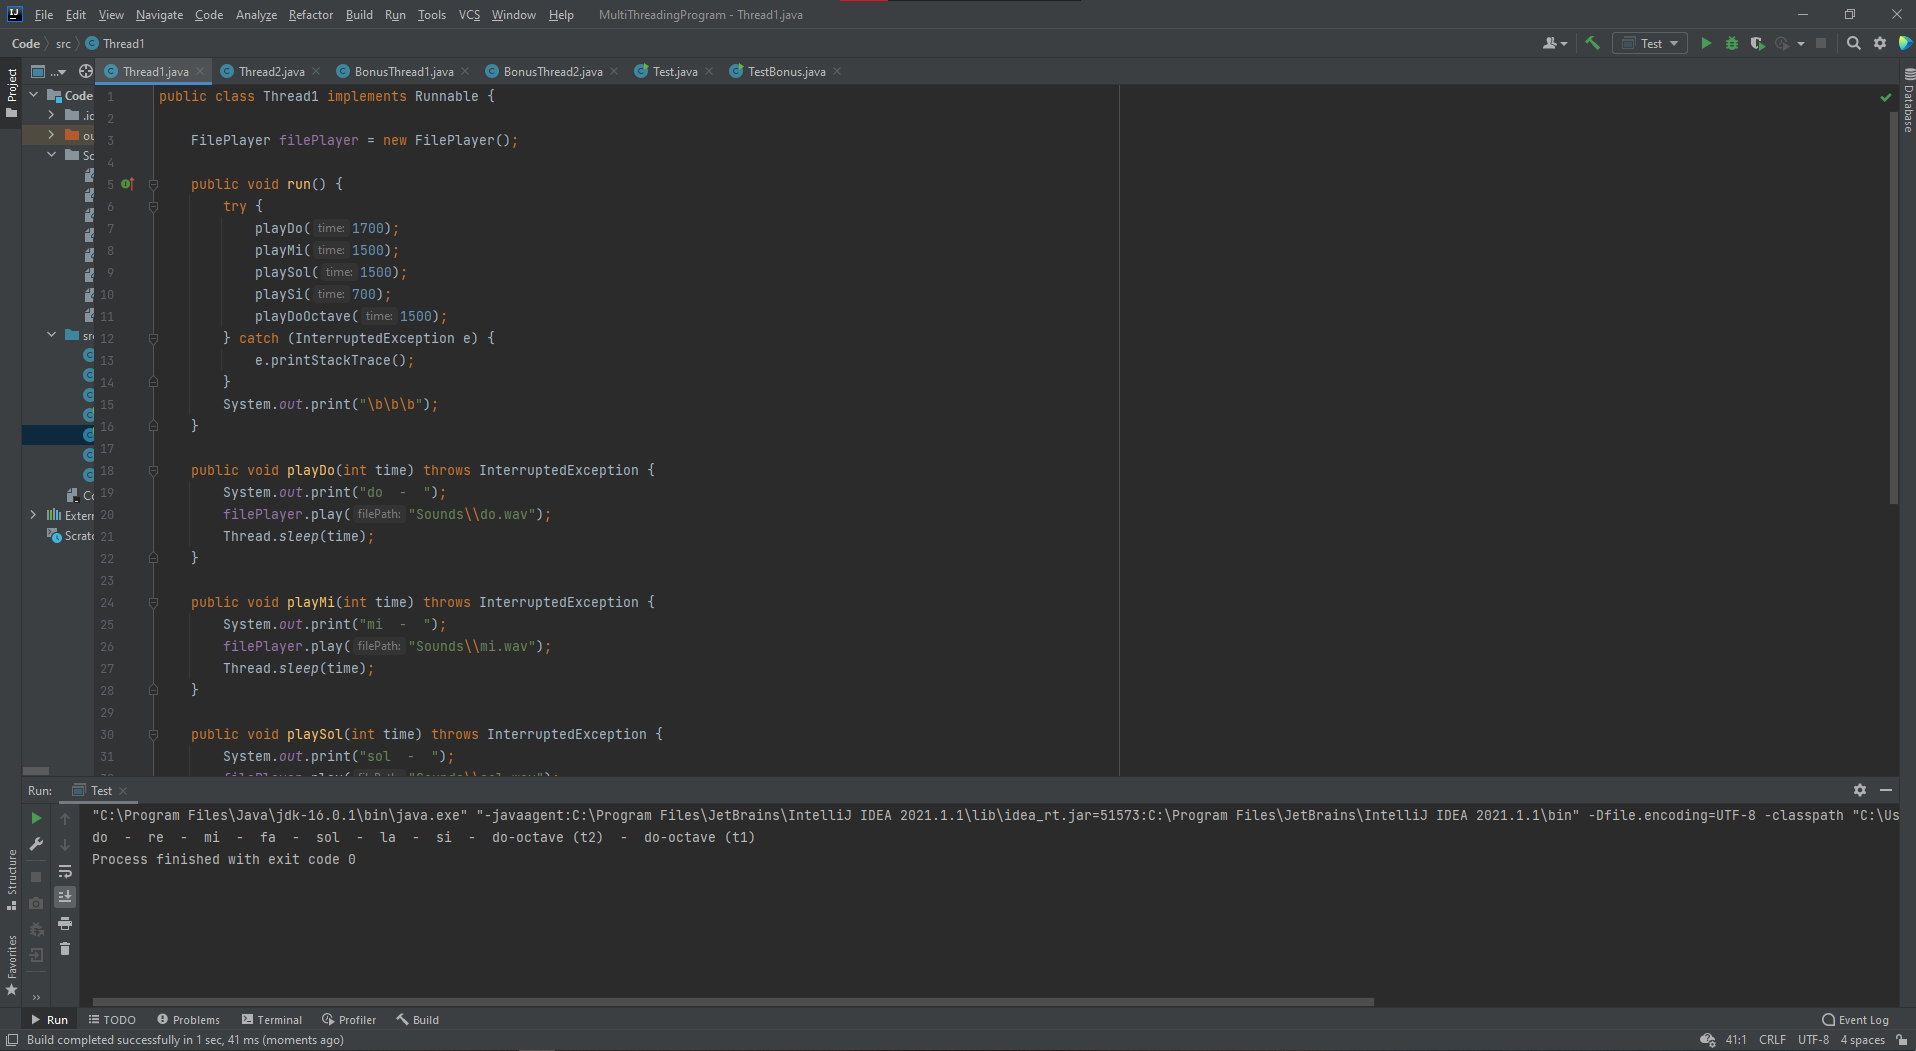 File Edit View Navigate Code Analyze Refactor Build Run Tools VCS Window Help MultiThreadingProgram - Thread1.java
Code src Thread1 Test
Project
... Thread1.java Thread2.java BonusThread1.java BonusThread2.java Test.java TestBonus.java
Database
Code
Exterr
Scratc
1 public class Thread1 implements Runnable {
2
3 FilePlayer filePlayer = new FilePlayer();
4
5 public void run() {
6 try {
7 playDo( time: 1700);
8 playMi( time: 1500);
9 playSol( time: 1500);
10 playSi( time: 700);
11 playDoOctave( time: 1500);
12 } catch (InterruptedException e) {
13 e.printStackTrace();
14 }
15 System.out.print("\b\b\b");
16 }
17
18 public void playDo(int time) throws InterruptedException {
19 System.out.print("do  -  ");
20 filePlayer.play( filePath: "Sounds\\do.wav");
21 Thread.sleep(time);
22 }
23
24 public void playMi(int time) throws InterruptedException {
25 System.out.print("mi  -  ");
26 filePlayer.play( filePath: "Sounds\\mi.wav");
27 Thread.sleep(time);
28 }
29
30 public void playSol(int time) throws InterruptedException {
31 System.out.print("sol  -  ");
Run: Test
"C:\Program Files\Java\jdk-16.0.1\bin\java.exe" "-javaagent:C:\Program Files\JetBrains\IntelliJ IDEA 2021.1.1\lib\idea_rt.jar=51573:C:\Program Files\JetBrains\IntelliJ IDEA 2021.1.1\bin" -Dfile.encoding=UTF-8 -classpath "C:\Us
do  -  re  -  mi  -  fa  -  sol  -  la  -  si  -  do-octave (t2)  -  do-octave (t1)
Process finished with exit code 0
Structure
Favorites
Run TODO Problems Terminal Profiler Build Event Log
Build completed successfully in 1 sec, 41 ms (moments ago) 41:1 CRLF UTF-8 4 spaces